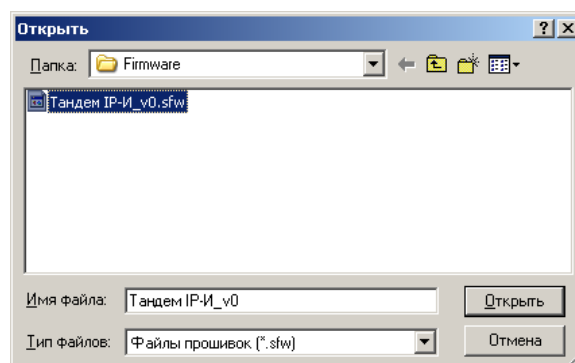 Открыть
Папка: Firmware
Тандем IP-И_v0.sfw
Имя файла: Тандем IP-И_v0 Открыть
Тип файлов: Файлы прошивок (*.sfw) Отмена